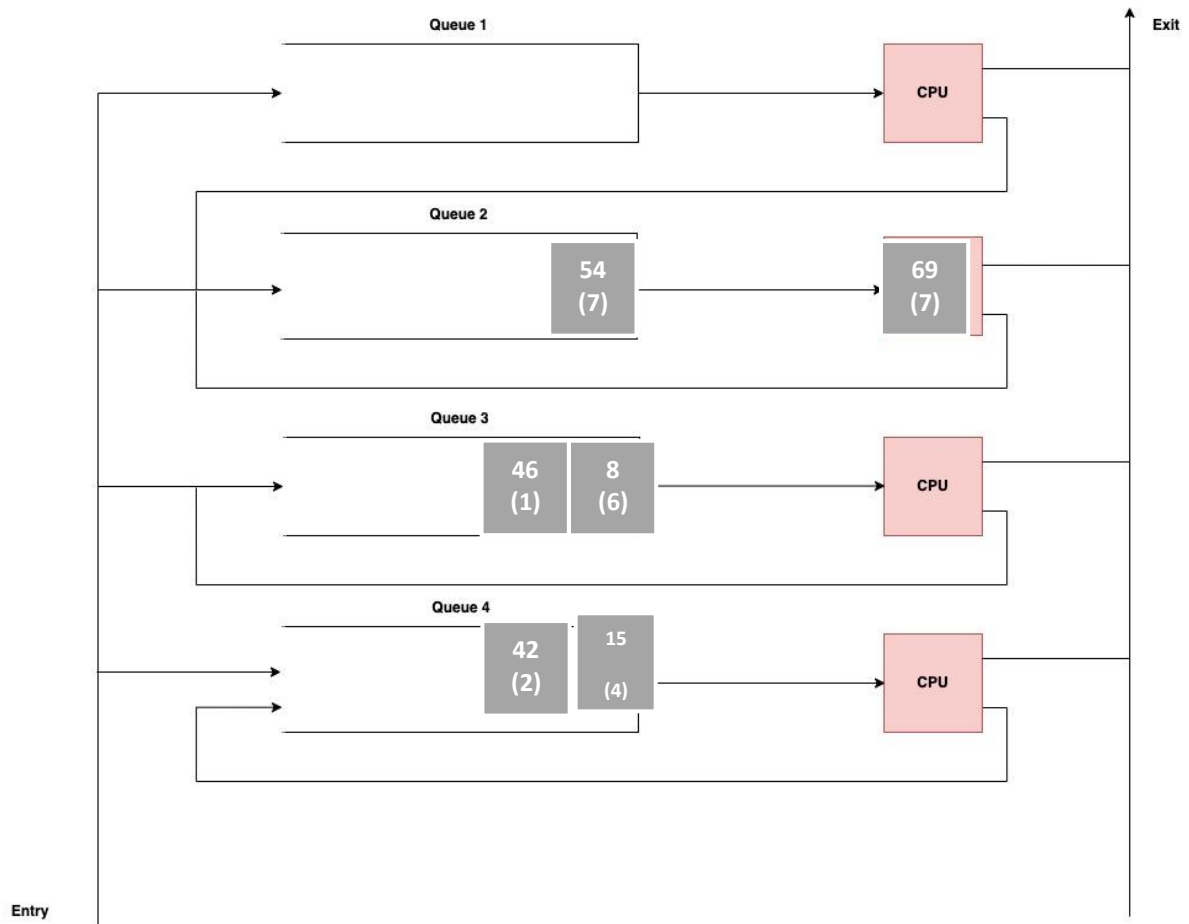 Queue 1
Exit
CPU
Queue 2
54
(7)
69
(7)
Queue 3
46
(1)
8
(6)
CPU
Queue 4
42
(2)
15
(4)
CPU
Entry